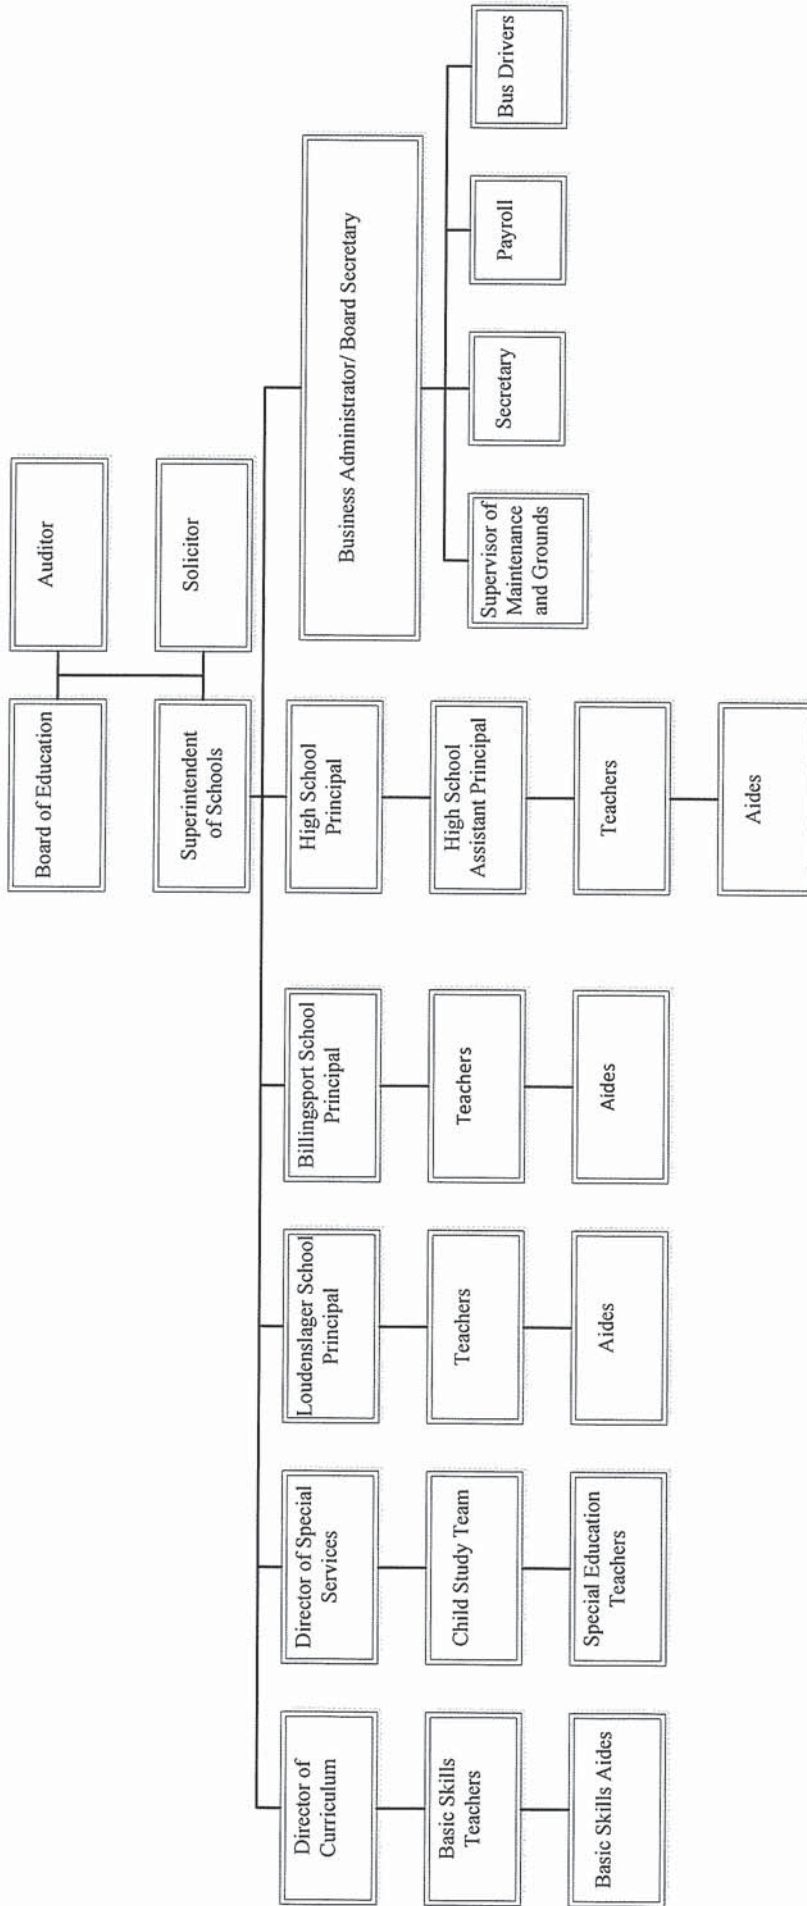 Board of Education
Auditor
Superintendent
of Schools
Solicitor
Director of
Curriculum
Director of Special
Services
Loudenslager School
Principal
Billingsport School
Principal
High School
Principal
Business Administrator/ Board Secretary
Basic Skills
Teachers
Child Study Team
Teachers
Teachers
High School
Assistant Principal
Supervisor of
Maintenance
and Grounds
Secretary
Payroll
Bus Drivers
Basic Skills Aides
Special Education
Teachers
Aides
Aides
Teachers
Aides